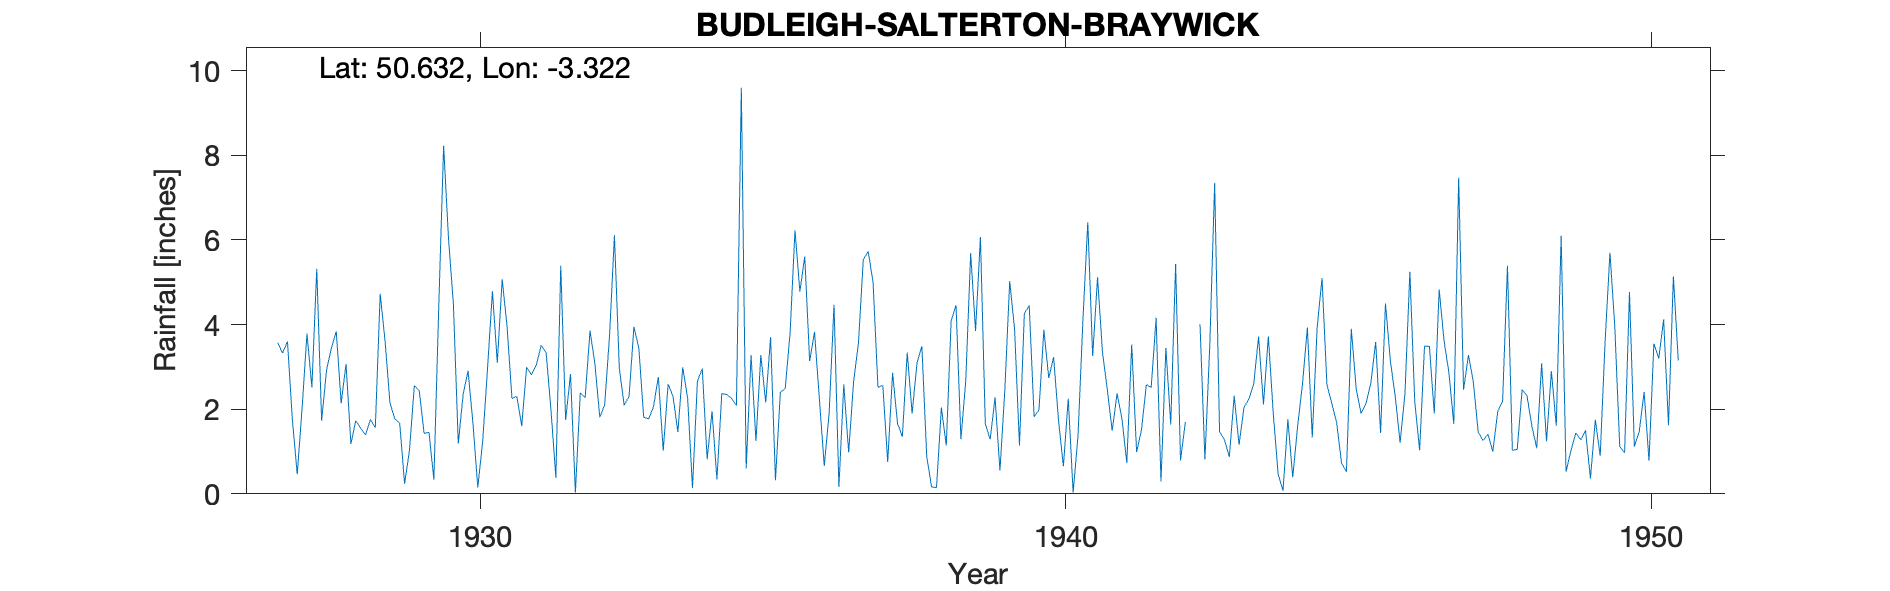 BUDLEIGH-SALTERTON-BRAYWICK
Lat: 50.632, Lon: -3.322
10
8
6
4
2
0
Rainfall [inches]
1930 1940 1950
Year